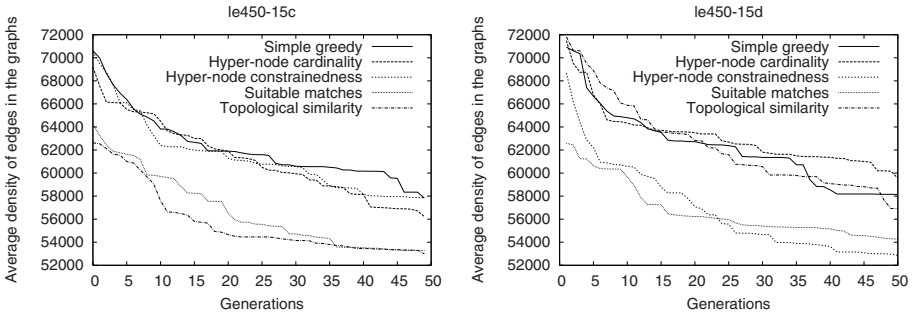 le450-15c
Average density of edges in the graphs
72000
70000
68000
66000
64000
62000
60000
58000
56000
54000
52000
Simple greedy
Hyper-node cardinality
Hyper-node constrainedness
Suitable matches
Topological similarity
0 5 10 15 20 25 30 35 40 45 50
Generations
le450-15d
Average density of edges in the graphs
72000
70000
68000
66000
64000
62000
60000
58000
56000
54000
52000
Simple greedy
Hyper-node cardinality
Hyper-node constrainedness
Suitable matches
Topological similarity
0 5 10 15 20 25 30 35 40 45 50
Generations